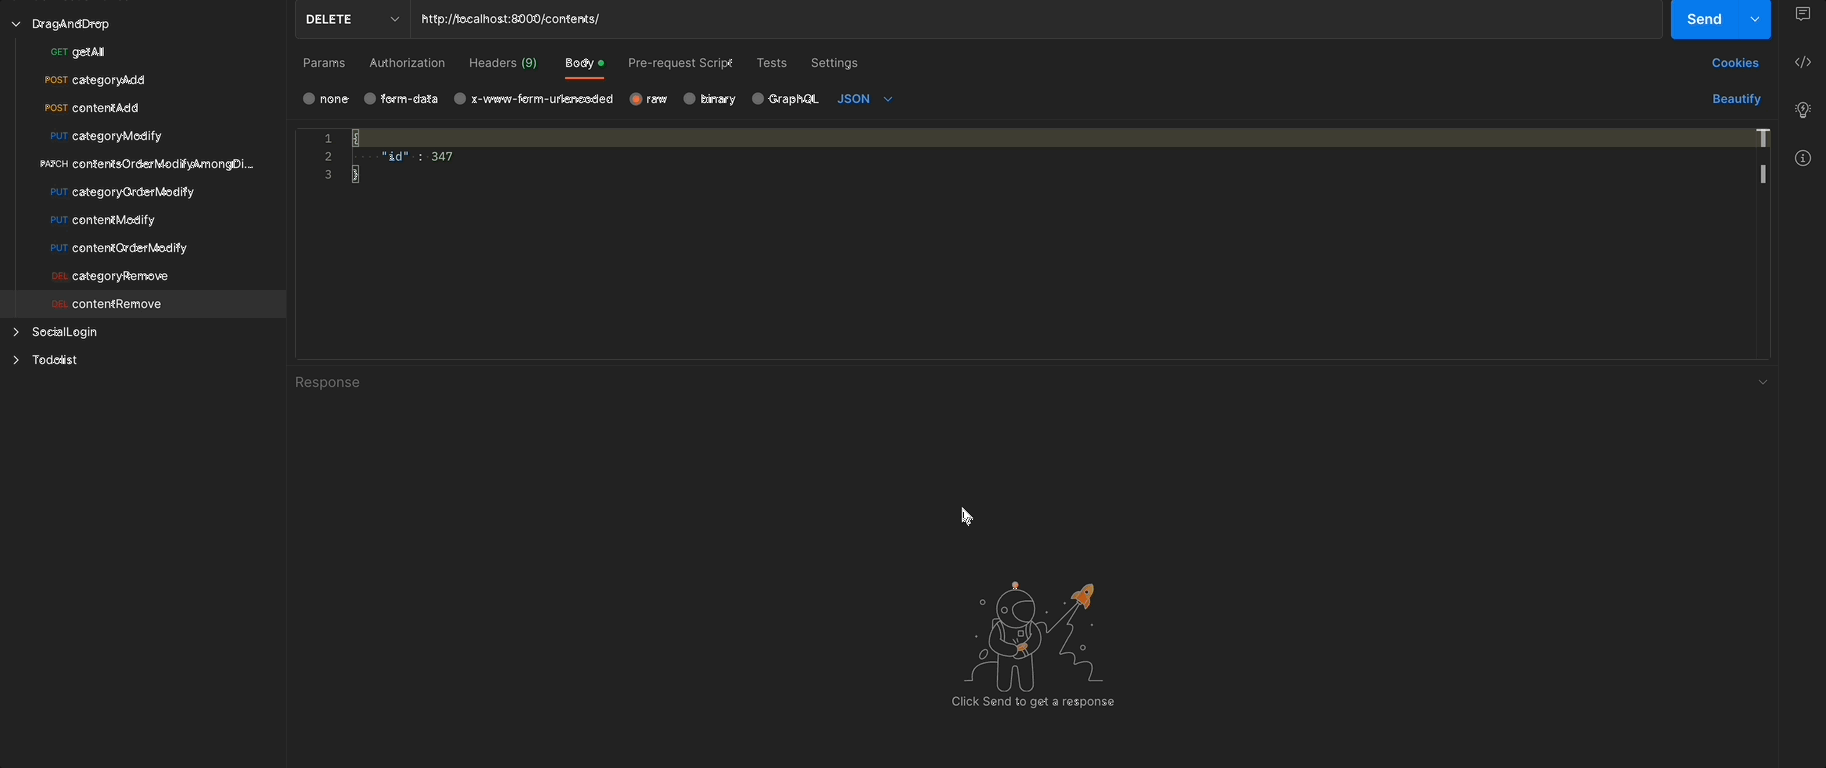 DragAndDrop
GET getAll
POST categoryAdd
POST contentAdd
PUT categoryModify
PATCH contentsOrderModifyAmongDi...
PUT categoryOrderModify
PUT contentModify
PUT contentOrderModify
DEL categoryRemove
DEL contentRemove
SocialLogin
Todolist
DELETE http://localhost:8000/contents/ Send
Params Authorization Headers (9) Body Pre-request Script Tests Settings Cookies
none form-data x-www-form-urlencoded raw binary GraphQL JSON Beautify
1 {
2 "id" : 347
3 }
Response
Click Send to get a response